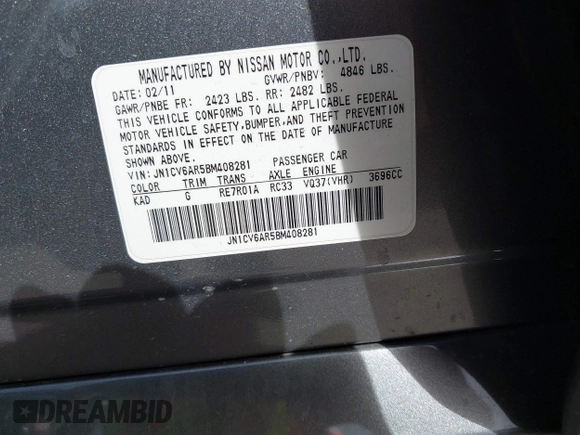 MANUFACTURED BY NISSAN MOTOR CO.,LTD.
DATE: 02/11 GVWR/PNBV: 4846 LBS.
GAWR/PNBE FR: 2423 LBS. RR: 2482 LBS.
THIS VEHICLE CONFORMS TO ALL APPLICABLE FEDERAL
MOTOR VEHICLE SAFETY,BUMPER,AND THEFT PREVENTION
STANDARDS IN EFFECT ON THE DATE OF MANUFACTURE
SHOWN ABOVE.
VIN: JN1CV6AR5BM408281 PASSENGER CAR
COLOR TRIM TRANS AXLE ENGINE
KAD G RE7R01A RC33 VQ37(VHR) 3696CC
JN1CV6AR5BM408281
DREAMBID